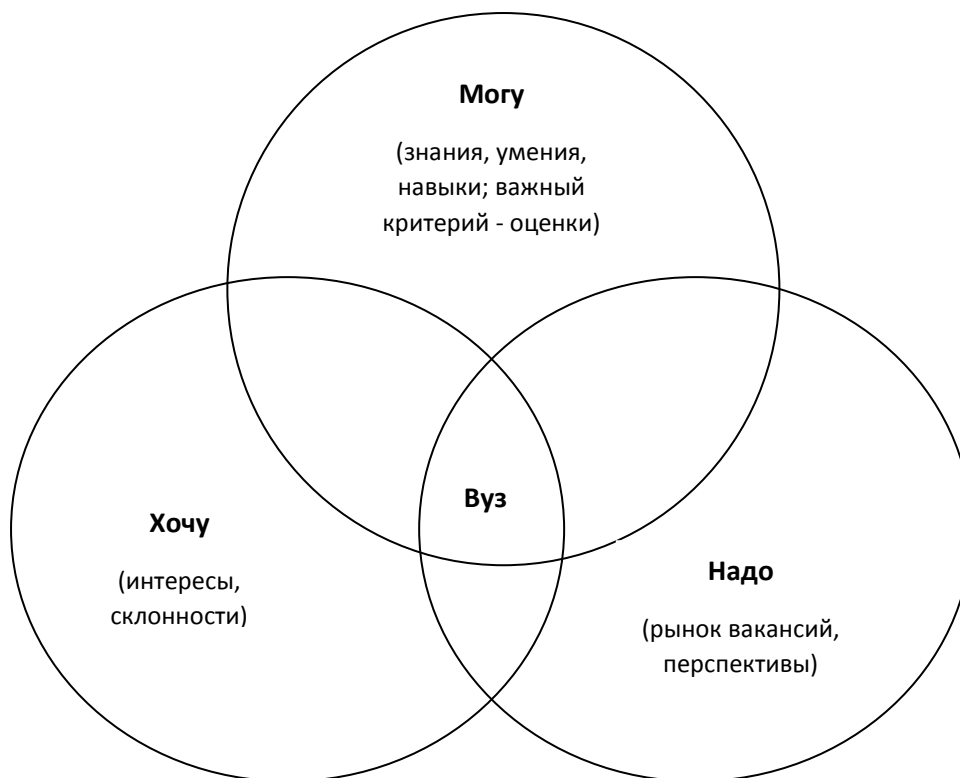 Могу
(знания, умения,
навыки; важный
критерий - оценки)
Вуз
Хочу
(интересы,
склонности)
Надо
(рынок вакансий,
перспективы)